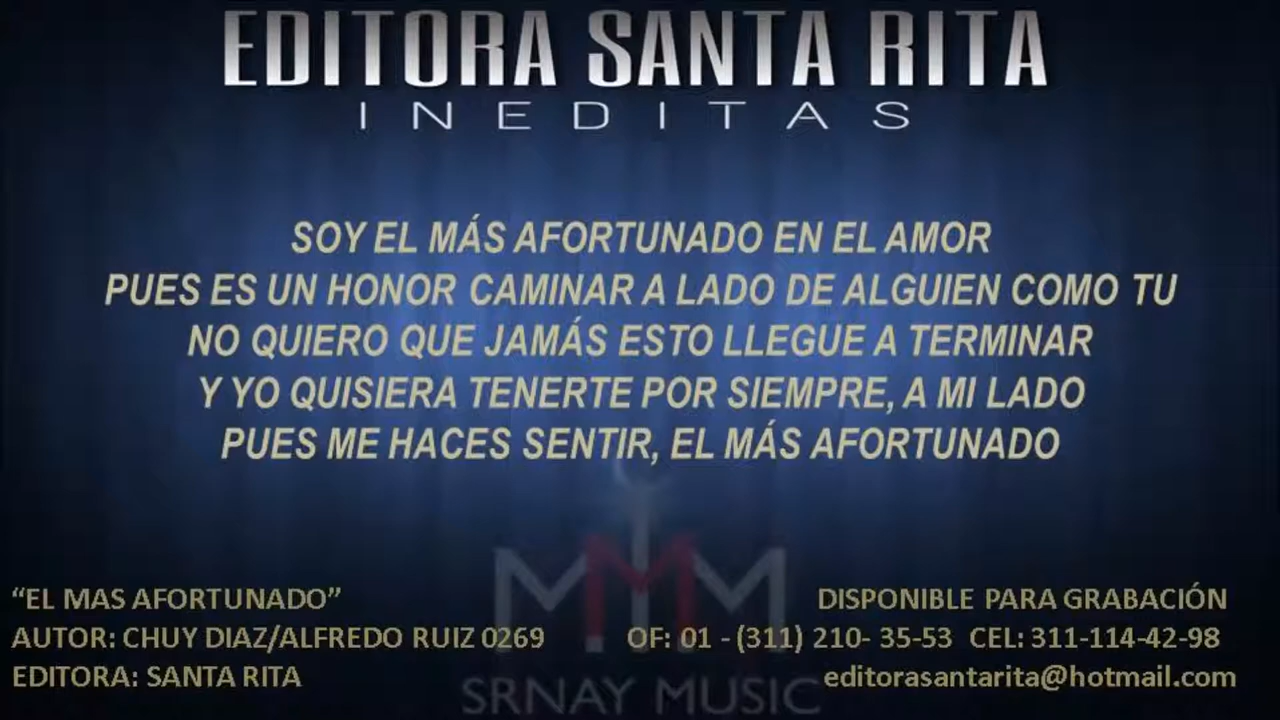 EDITORA SANTA RITA
INEDITAS
SOY EL MÁS AFORTUNADO EN EL AMOR
PUES ES UN HONOR CAMINAR A LADO DE ALGUIEN COMO TU
NO QUIERO QUE JAMÁS ESTO LLEGUE A TERMINAR
Y YO QUISIERA TENERTE POR SIEMPRE, A MI LADO
PUES ME HACES SENTIR, EL MÁS AFORTUNADO
“EL MAS AFORTUNADO”
AUTOR: CHUY DIAZ/ALFREDO RUIZ 0269
EDITORA: SANTA RITA
DISPONIBLE PARA GRABACIÓN
OF: 01 - (311) 210- 35-53 CEL: 311-114-42-98
editorasantarita@hotmail.com
MMM
SRNAY MUSIC